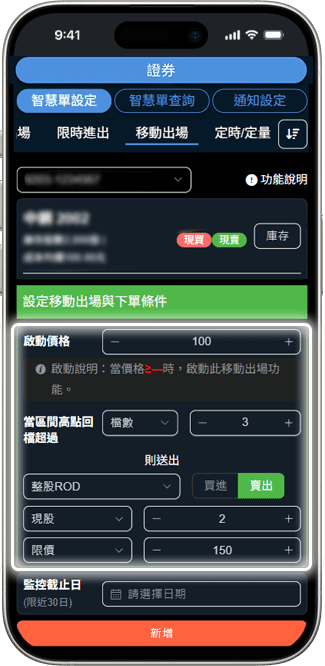 9:41
證券
智慧單設定 智慧單查詢 通知設定
場 限時進出 移動出場 定時/定量
功能說明
2002
現買 現賣 庫存
設定移動出場與下單條件
啟動價格 － 100 ＋
啟動說明：當價格≥—時，啟動此移動出場功
能。
當區間高點回
檔超過 檔數 － 3 ＋
則送出
整股ROD 買進 賣出
現股 － 2 ＋
限價 － 150 ＋
監控截止日
(限近30日) 請選擇日期
新增